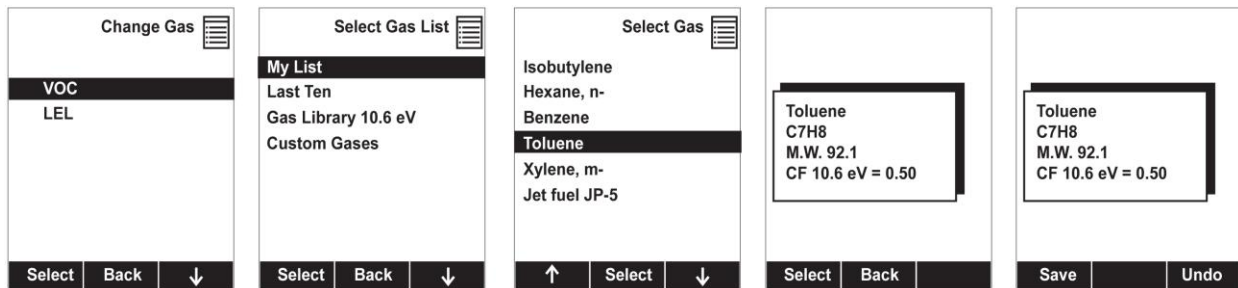 Change Gas
VOC
LEL
Select Back ↓
Select Gas List
My List
Last Ten
Gas Library 10.6 eV
Custom Gases
Select Back ↓
Select Gas
Isobutylene
Hexane, n-
Benzene
Toluene
Xylene, m-
Jet fuel JP-5
↑ Select ↓
Toluene
C7H8
M.W. 92.1
CF 10.6 eV = 0.50
Select Back
Toluene
C7H8
M.W. 92.1
CF 10.6 eV = 0.50
Save Undo